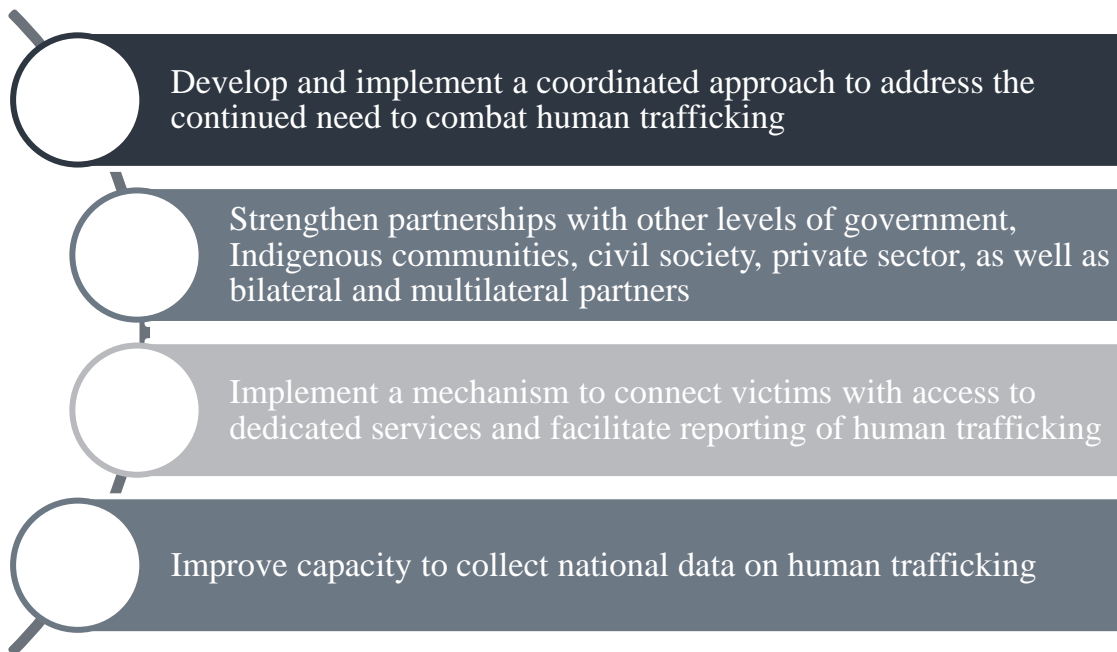 Develop and implement a coordinated approach to address the
continued need to combat human trafficking
Strengthen partnerships with other levels of government,
Indigenous communities, civil society, private sector, as well as
bilateral and multilateral partners
Implement a mechanism to connect victims with access to
dedicated services and facilitate reporting of human trafficking
Improve capacity to collect national data on human trafficking